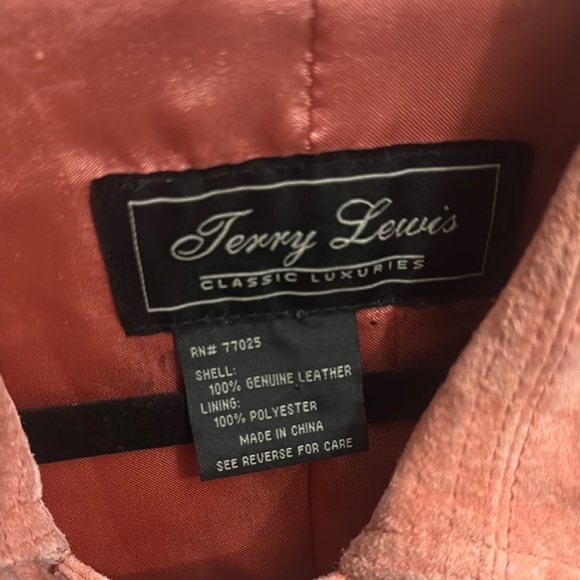 Terry Lewis
CLASSIC LUXURIES
RN# 77025
SHELL:
100% GENUINE LEATHER
LINING:
100% POLYESTER
MADE IN CHINA
SEE REVERSE FOR CARE